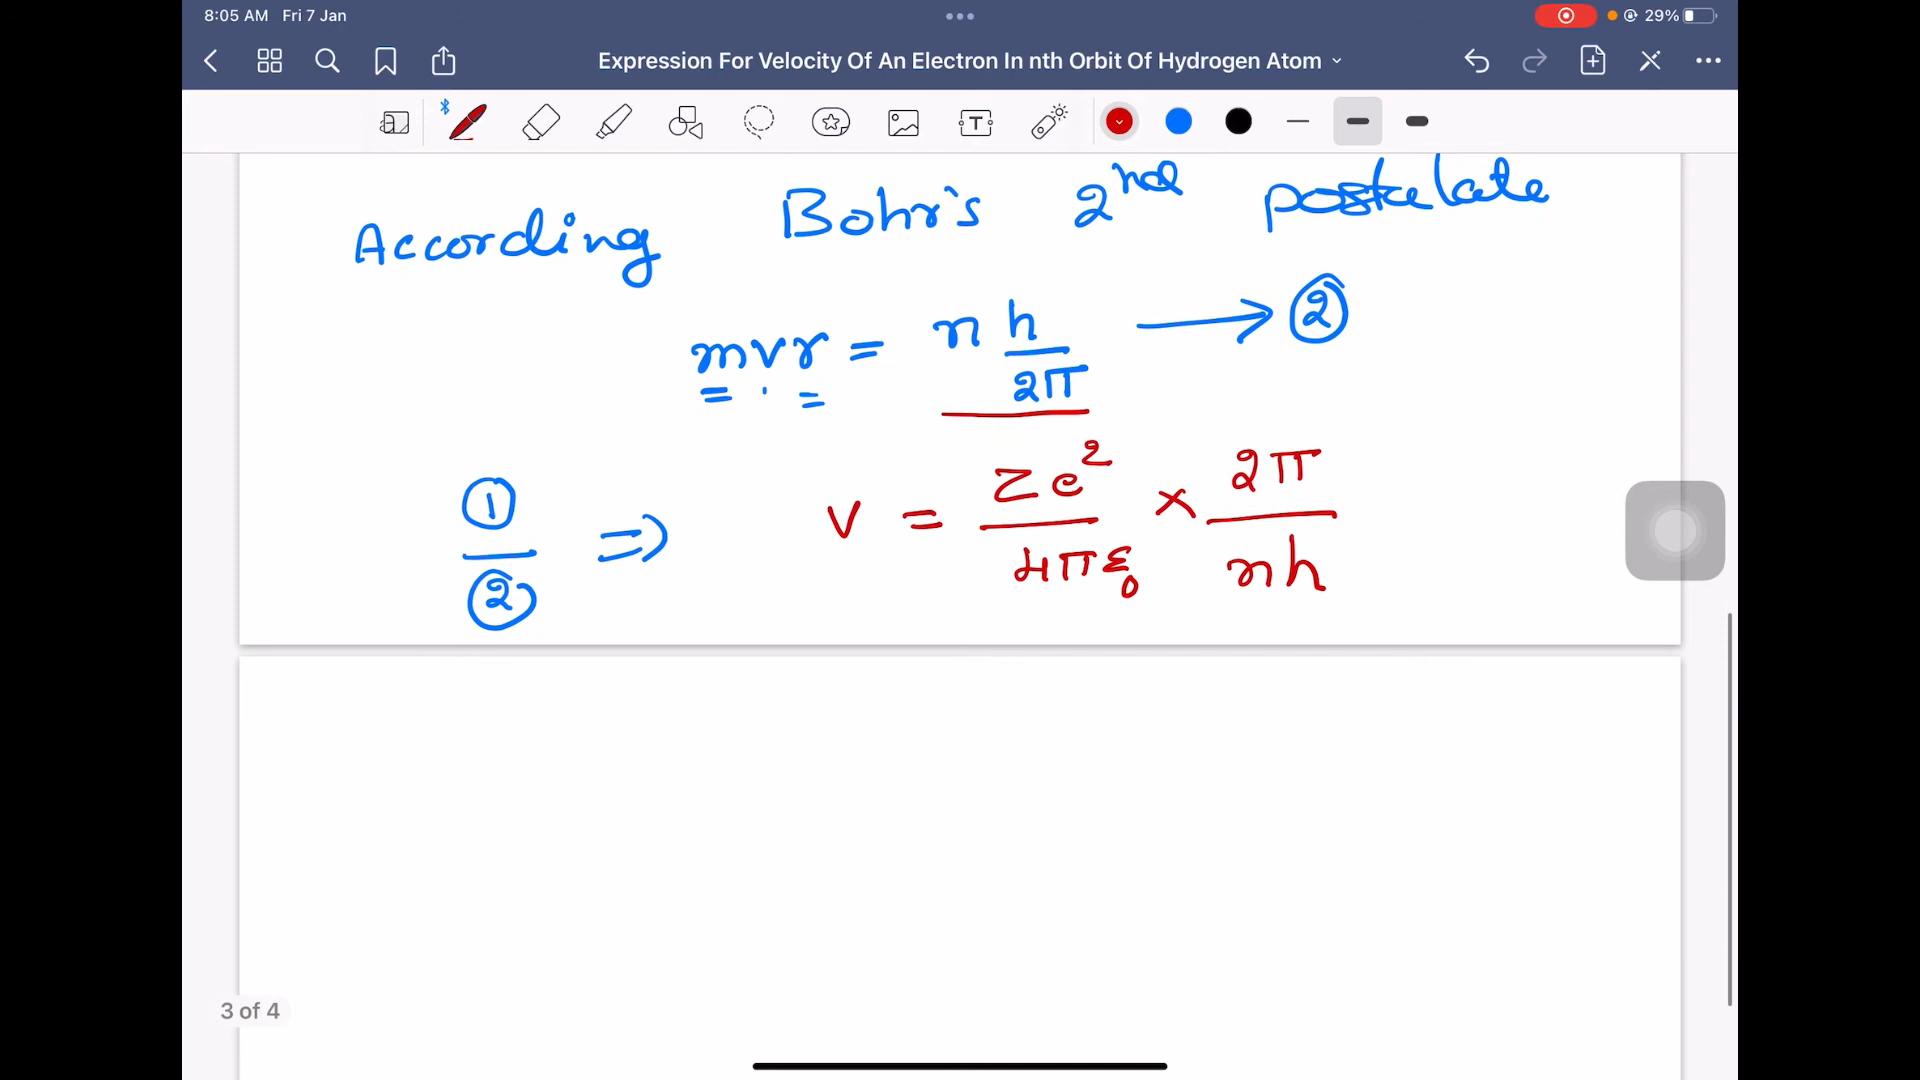 8:05 AM Fri 7 Jan 29%
Expression For Velocity Of An Electron In nth Orbit Of Hydrogen Atom
According Bohr's 2nd postulate
mvr = n h/2π → ②
①/② ⇒ v = Ze²/4πε₀ × 2π/nh
3 of 4